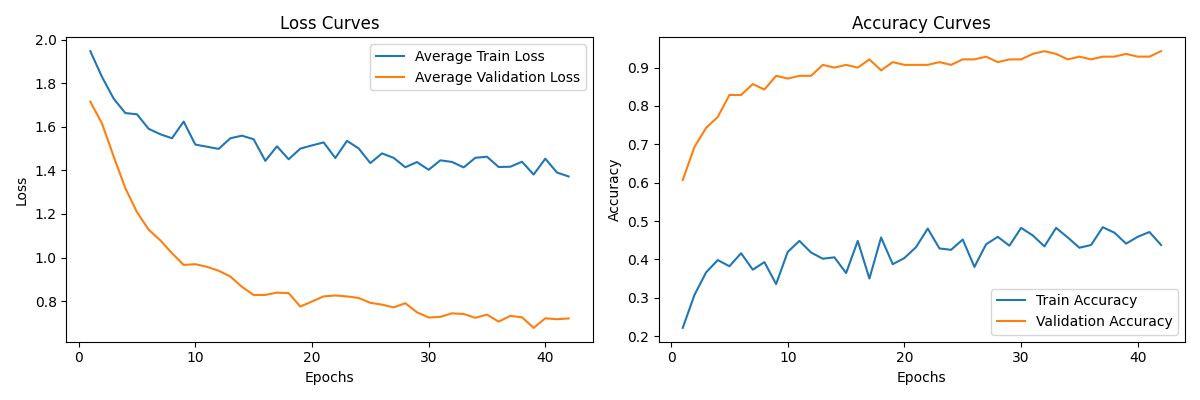 Loss Curves
2.0
1.8
1.6
1.4
1.2
1.0
0.8
Loss
0
10
20
30
40
Epochs
Average Train Loss
Average Validation Loss
Accuracy Curves
0.9
0.8
0.7
0.6
0.5
0.4
0.3
0.2
Accuracy
0
10
20
30
40
Epochs
Train Accuracy
Validation Accuracy